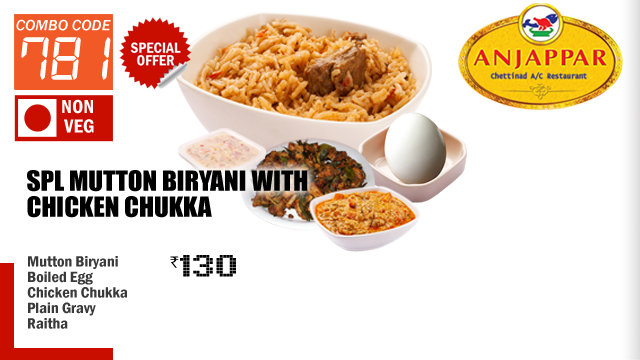 COMBO CODE
781
SPECIAL
OFFER
NON
VEG
ANJAPPAR
Chettinad A/C Restaurant
SPL MUTTON BIRYANI WITH
CHICKEN CHUKKA
Mutton Biryani
Boiled Egg
Chicken Chukka
Plain Gravy
Raitha
₹130